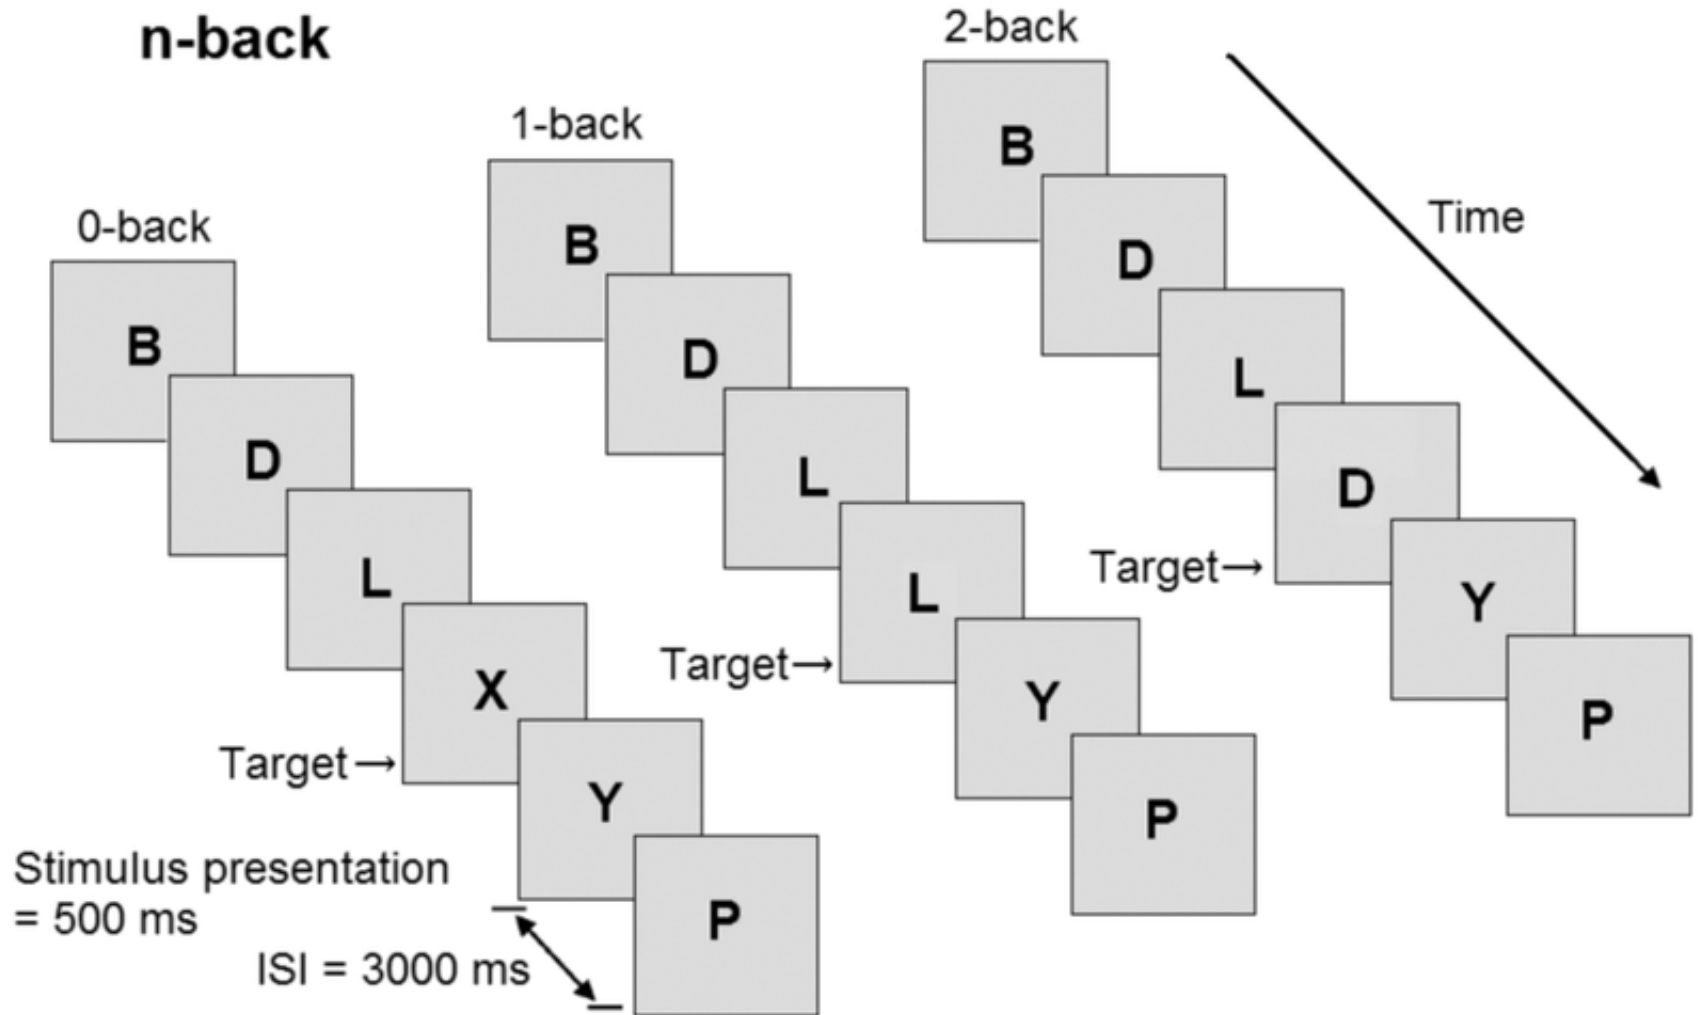 n-back
0-back
B
D
L
X
Target→
Y
P
Stimulus presentation
= 500 ms
ISI = 3000 ms
1-back
B
D
L
L
Target→
Y
P
2-back
B
D
L
D
Target→
Y
P
Time